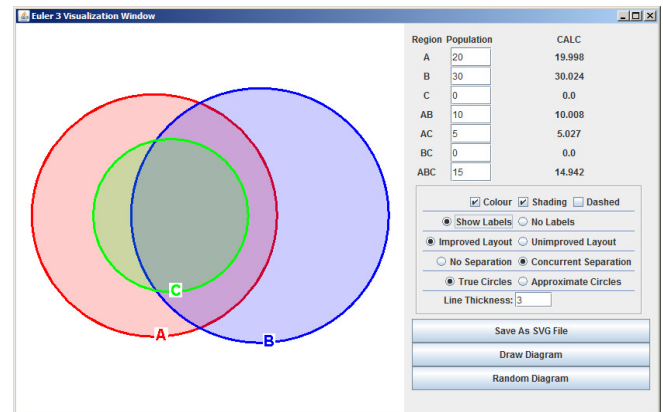 Euler 3 Visualization Window
Region Population CALC
A 20 19.998
B 30 30.024
C 0 0.0
AB 10 10.008
AC 5 5.027
BC 0 0.0
ABC 15 14.942
Colour Shading Dashed
Show Labels No Labels
Improved Layout Unimproved Layout
No Separation Concurrent Separation
True Circles Approximate Circles
Line Thickness: 3
Save As SVG File
Draw Diagram
Random Diagram
C
A
B